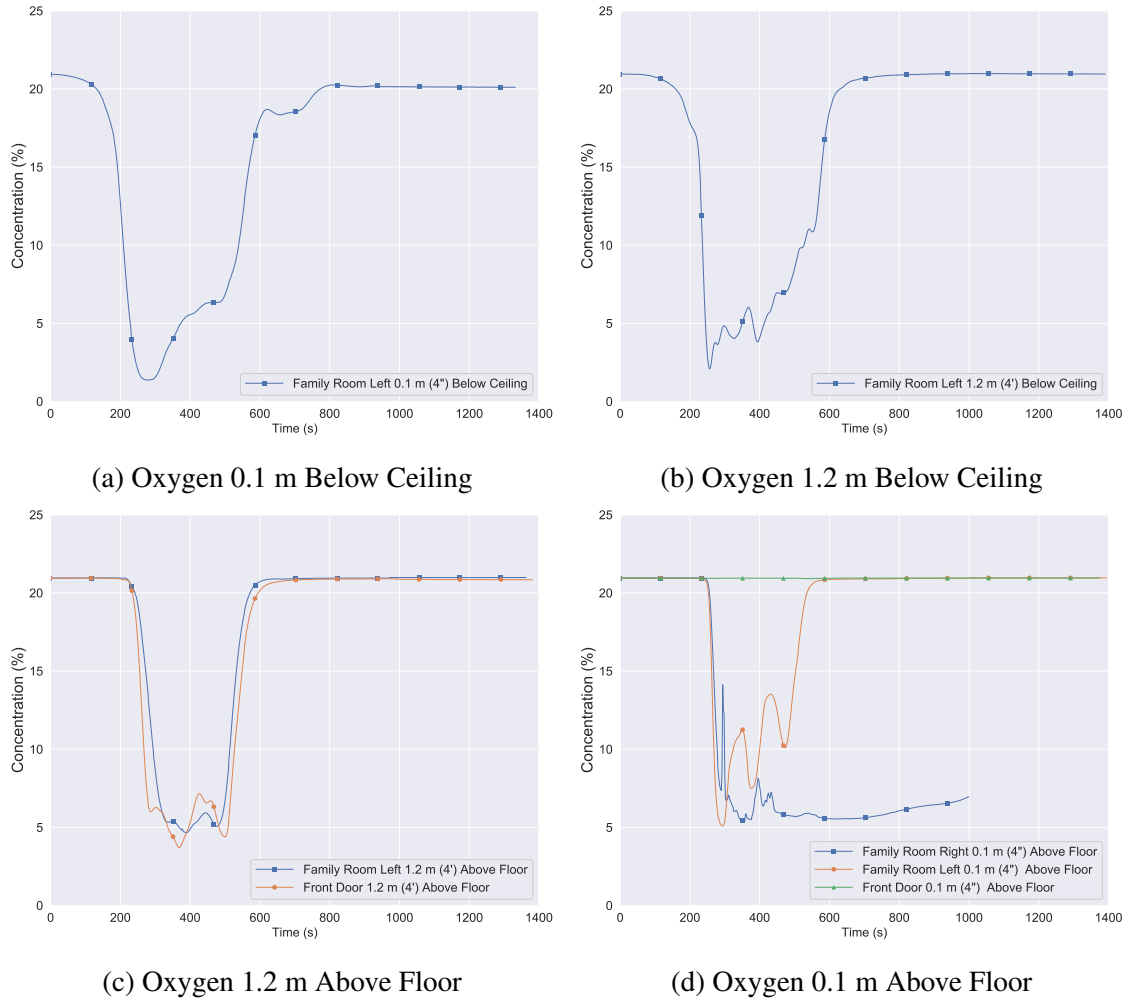 25
20
15
10
5
0
Concentration (%)
0 200 400 600 800 1000 1200 1400
Time (s)
Family Room Left 0.1 m (4") Below Ceiling
(a) Oxygen 0.1 m Below Ceiling
25
20
15
10
5
0
Concentration (%)
0 200 400 600 800 1000 1200 1400
Time (s)
Family Room Left 1.2 m (4') Below Ceiling
(b) Oxygen 1.2 m Below Ceiling
25
20
15
10
5
0
Concentration (%)
0 200 400 600 800 1000 1200 1400
Time (s)
Family Room Left 1.2 m (4') Above Floor
Front Door 1.2 m (4') Above Floor
(c) Oxygen 1.2 m Above Floor
25
20
15
10
5
0
Concentration (%)
0 200 400 600 800 1000 1200 1400
Time (s)
Family Room Right 0.1 m (4") Above Floor
Family Room Left 0.1 m (4") Above Floor
Front Door 0.1 m (4") Above Floor
(d) Oxygen 0.1 m Above Floor